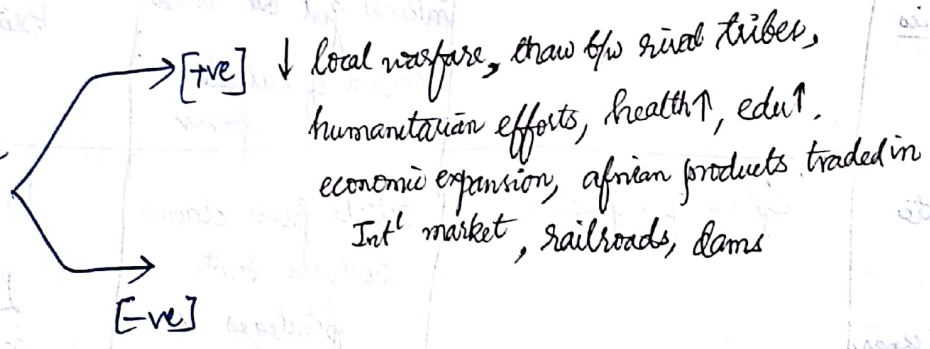 [+ve] ↓ local warfare, thaw b/w rival tribes,
humanitarian efforts, health↑, edu↑.
economic expansion, african products traded in
Int'l market, railroads, dams
[-ve]